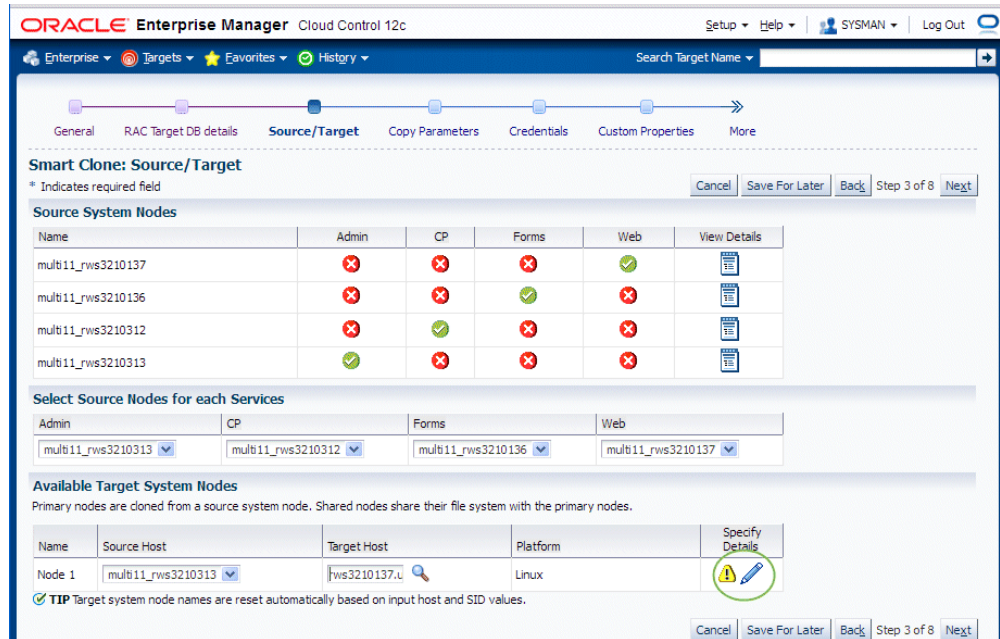 ORACLE Enterprise Manager Cloud Control 12c Setup Help SYSMAN Log Out
Enterprise Targets Favorites History Search Target Name
General RAC Target DB details Source/Target Copy Parameters Credentials Custom Properties More
Smart Clone: Source/Target
* Indicates required field Cancel Save For Later Back Step 3 of 8 Next
Source System Nodes
Name Admin CP Forms Web View Details
multi11_rws3210137
multi11_rws3210136
multi11_rws3210312
multi11_rws3210313
Select Source Nodes for each Services
Admin CP Forms Web
multi11_rws3210313 multi11_rws3210312 multi11_rws3210136 multi11_rws3210137
Available Target System Nodes
Primary nodes are cloned from a source system node. Shared nodes share their file system with the primary nodes.
Name Source Host Target Host Platform Specify Details
Node 1 multi11_rws3210313 rws3210137.u Linux
TIP Target system node names are reset automatically based on input host and SID values.
Cancel Save For Later Back Step 3 of 8 Next